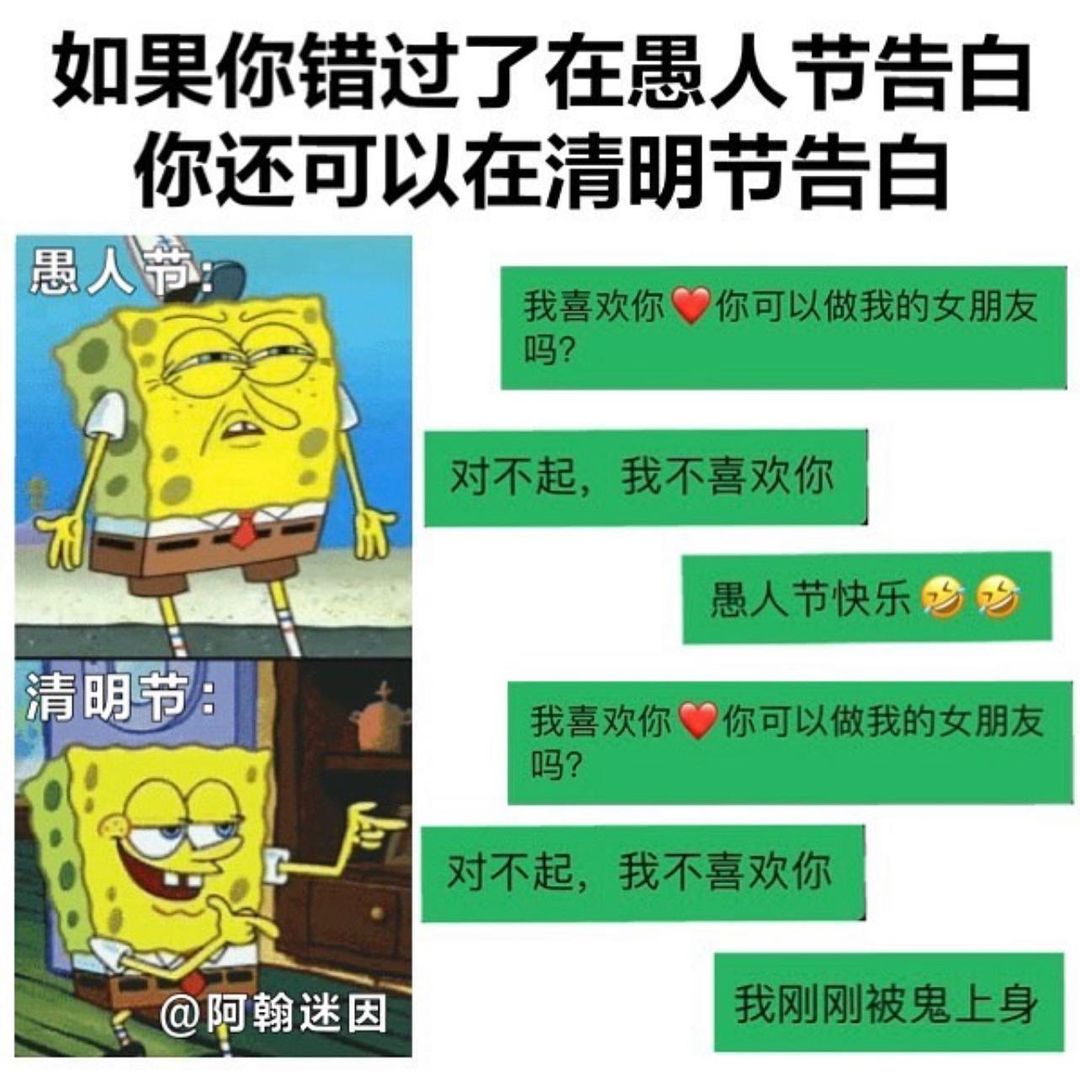 如果你错过了在愚人节告白
你还可以在清明节告白
愚人节:
我喜欢你❤️你可以做我的女朋友
吗?
对不起，我不喜欢你
愚人节快乐🤣🤣
清明节:
我喜欢你❤️你可以做我的女朋友
吗?
对不起，我不喜欢你
我刚刚被鬼上身
@阿翰迷因